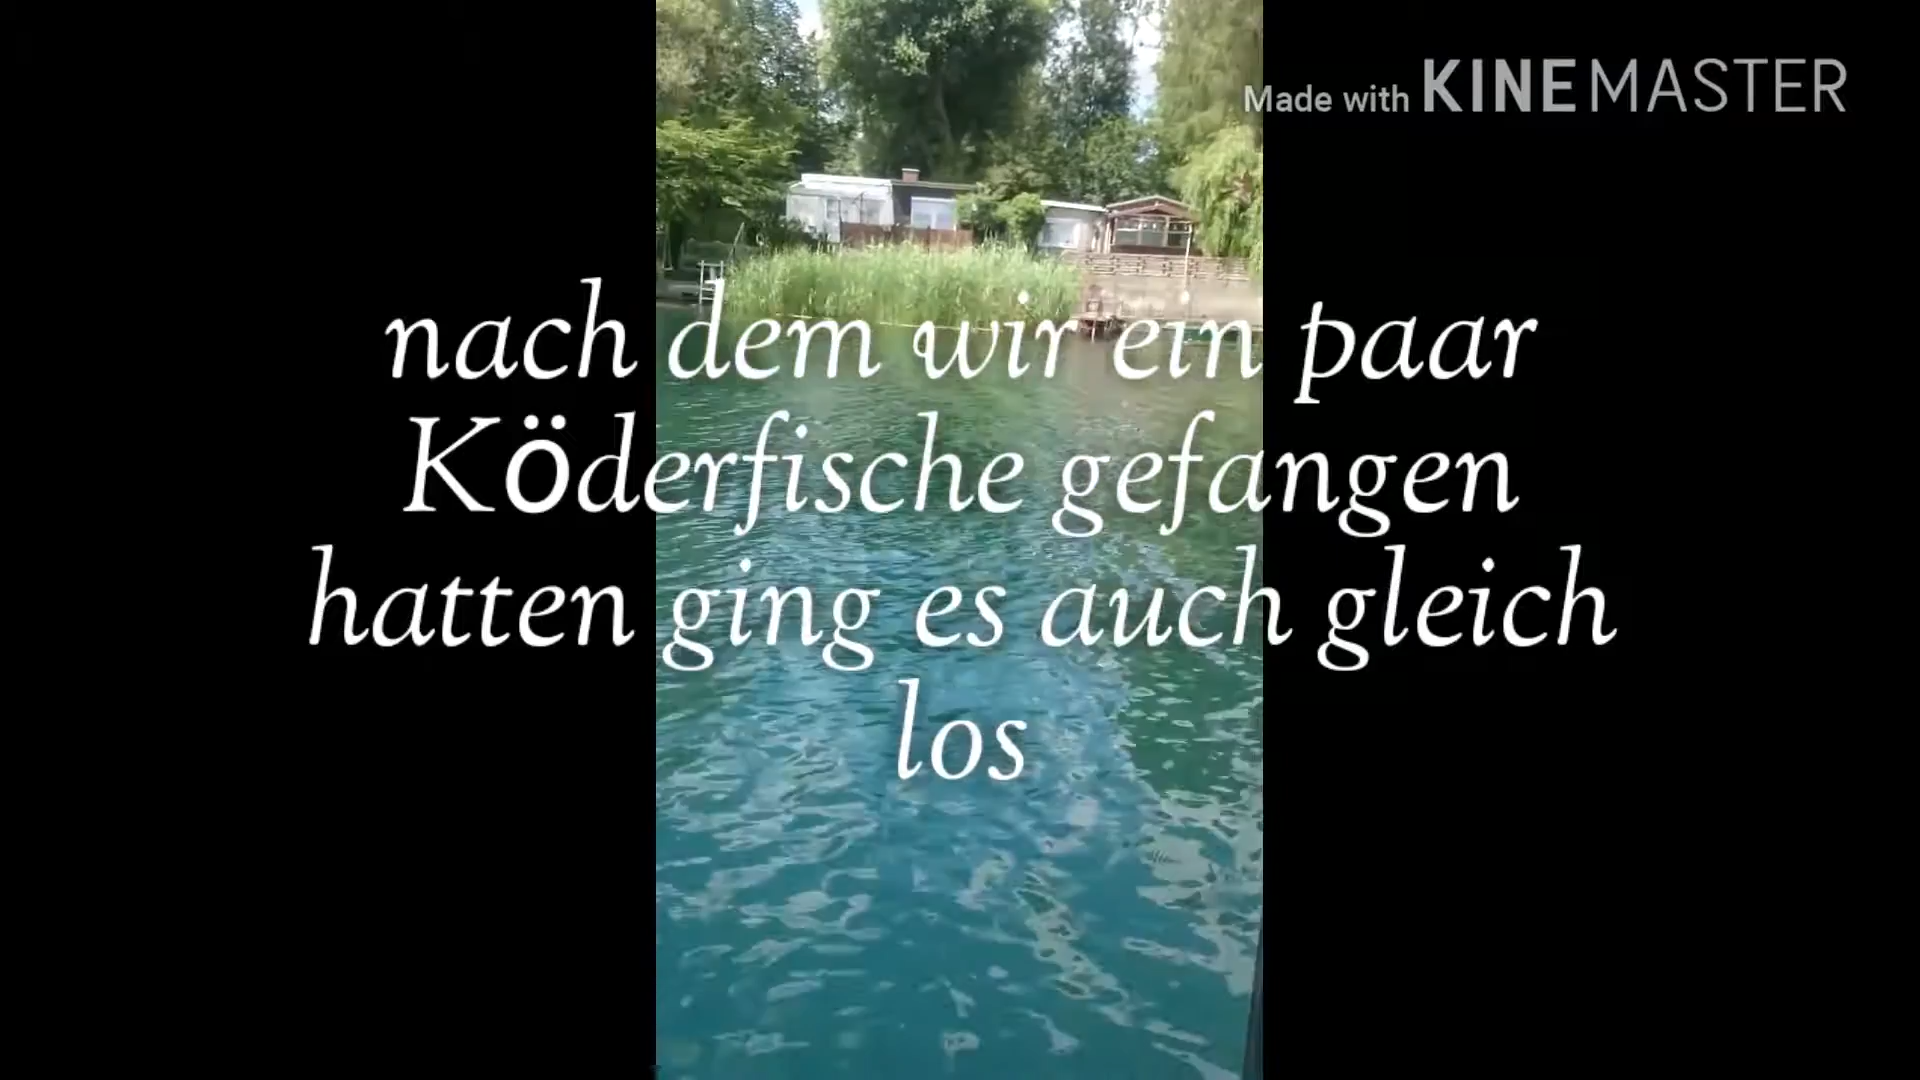 Made with KINEMASTER
nach dem wir ein paar
Köderfische gefangen
hatten ging es auch gleich
los